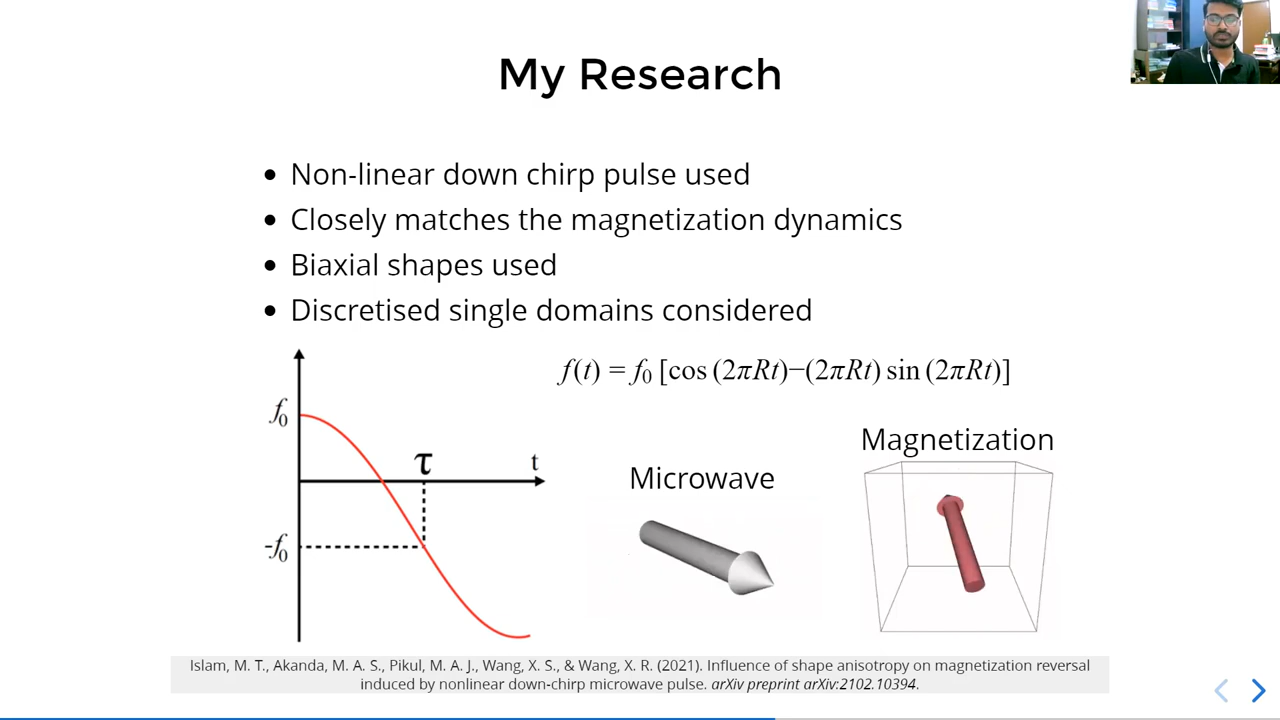 My Research
Non-linear down chirp pulse used
Closely matches the magnetization dynamics
Biaxial shapes used
Discretised single domains considered
f(t) = f₀ [cos (2πRt)−(2πRt) sin (2πRt)]
f₀
τ
t
-f₀
Microwave
Magnetization
Islam, M. T., Akanda, M. A. S., Pikul, M. A. J., Wang, X. S., & Wang, X. R. (2021). Influence of shape anisotropy on magnetization reversal
induced by nonlinear down-chirp microwave pulse. arXiv preprint arXiv:2102.10394.